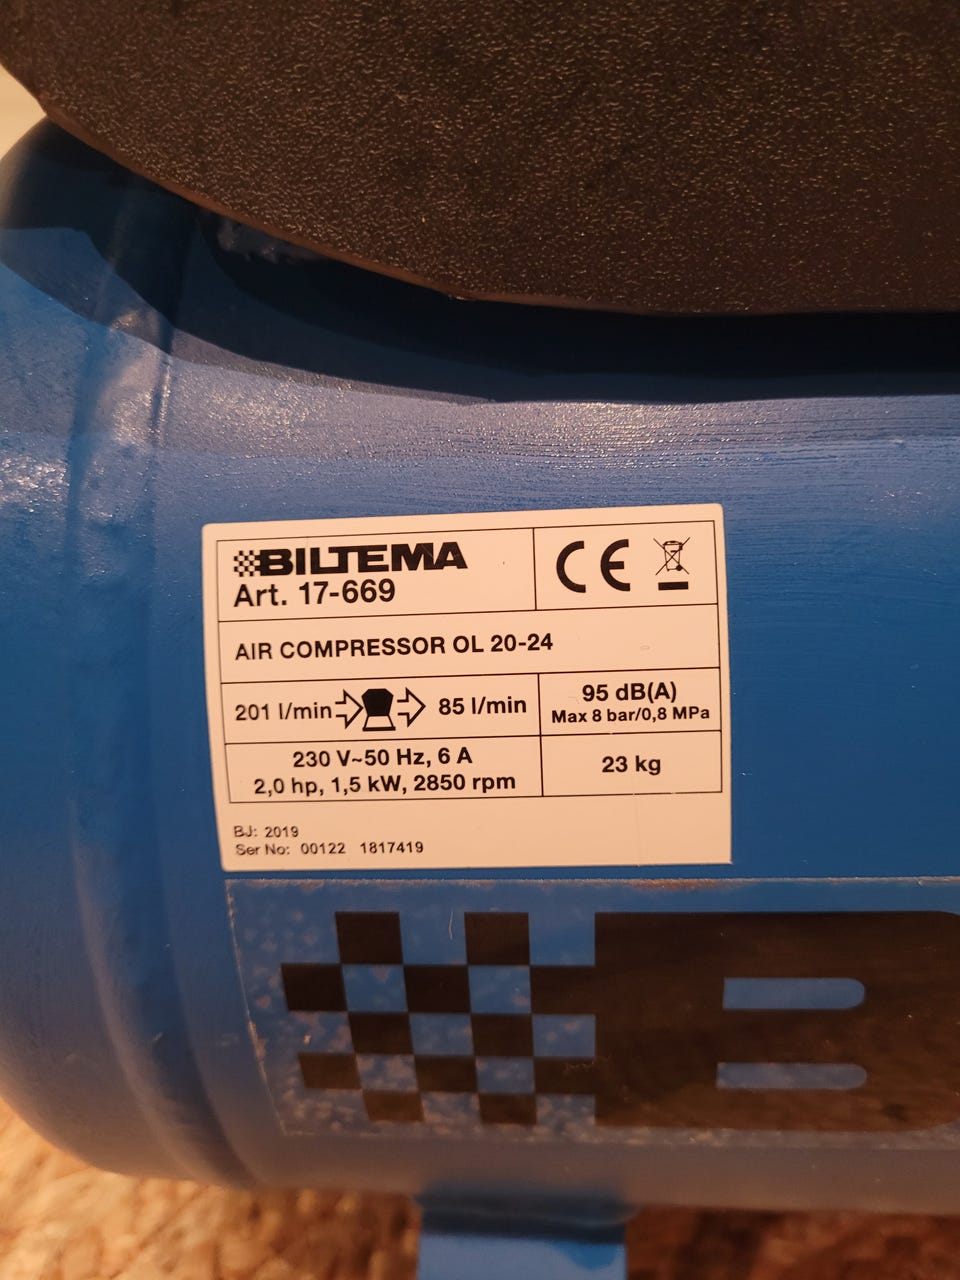 BILTEMA
Art. 17-669
CE
AIR COMPRESSOR OL 20-24
201 l/min 85 l/min
95 dB(A)
Max 8 bar/0,8 MPa
230 V~50 Hz, 6 A
2,0 hp, 1,5 kW, 2850 rpm
23 kg
BJ: 2019
Ser No: 00122 1817419
B